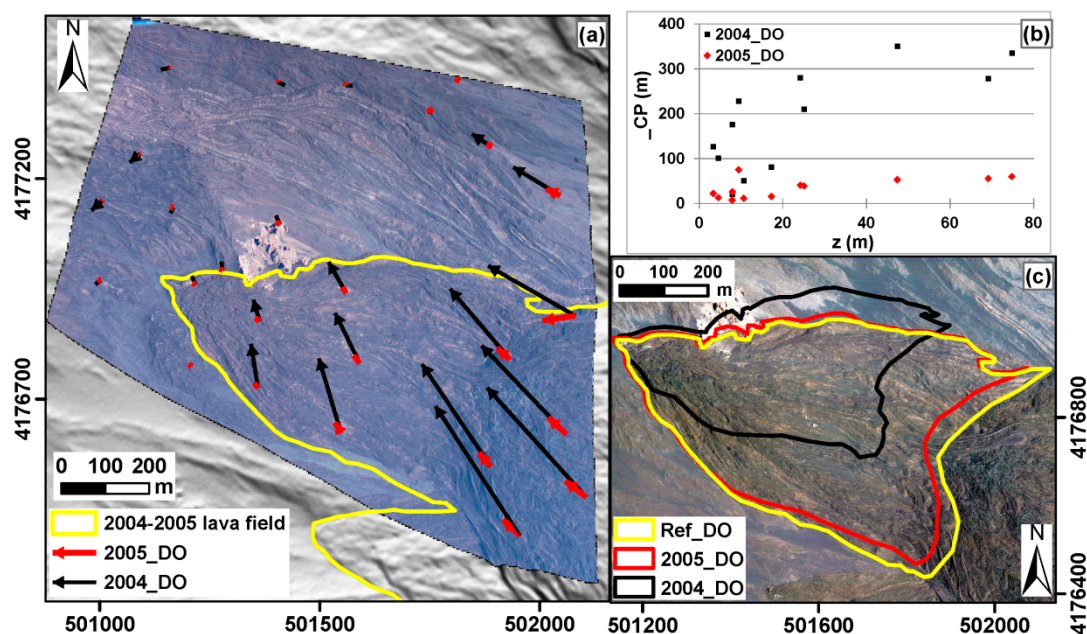 N
(a)
4177200
4176700
0 100 200
m
2004-2005 lava field
2005_DO
2004_DO
501000 501500 502000
(b)
2004_DO
2005_DO
_CP (m)
400
300
200
100
0
0 20 40 60 80
z (m)
0 100 200
m
(c)
4176800
4176400
Ref_DO
2005_DO
2004_DO
N
501200 501600 502000